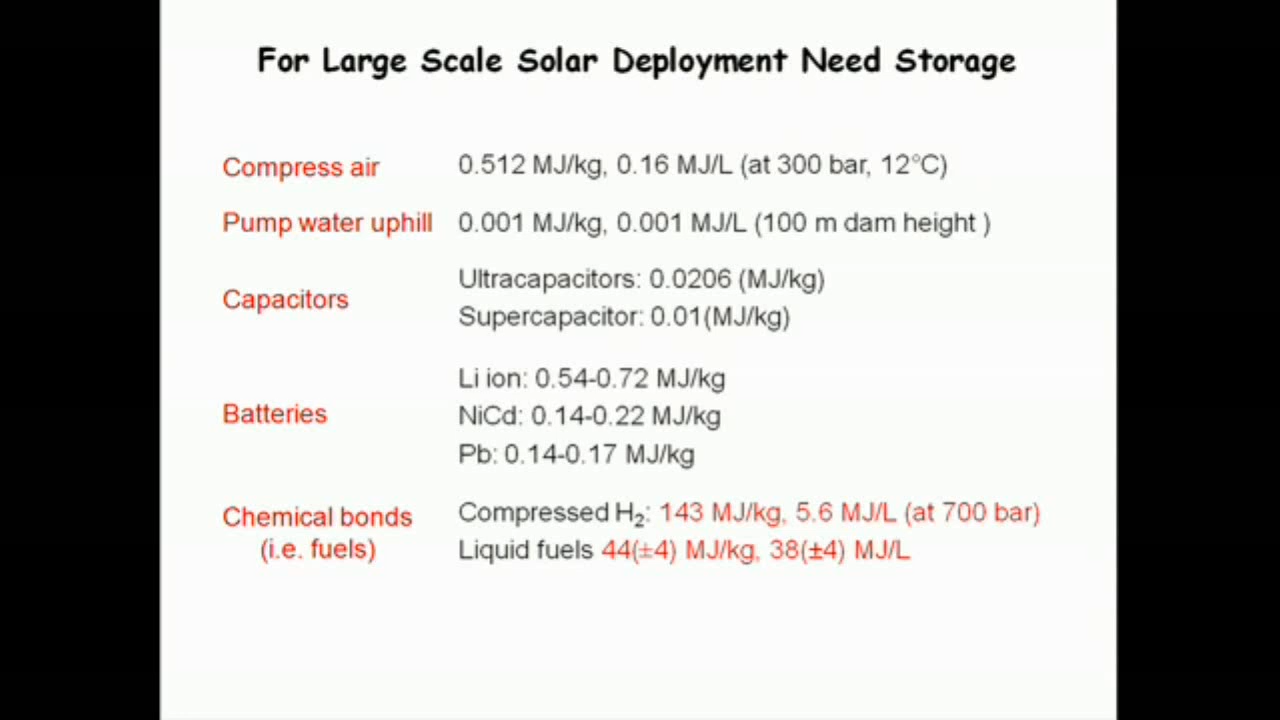 For Large Scale Solar Deployment Need Storage
Compress air 0.512 MJ/kg, 0.16 MJ/L (at 300 bar, 12°C)
Pump water uphill 0.001 MJ/kg, 0.001 MJ/L (100 m dam height )
Capacitors
Ultracapacitors: 0.0206 (MJ/kg)
Supercapacitor: 0.01(MJ/kg)
Batteries
Li ion: 0.54-0.72 MJ/kg
NiCd: 0.14-0.22 MJ/kg
Pb: 0.14-0.17 MJ/kg
Chemical bonds
(i.e. fuels)
Compressed H₂: 143 MJ/kg, 5.6 MJ/L (at 700 bar)
Liquid fuels 44(±4) MJ/kg, 38(±4) MJ/L